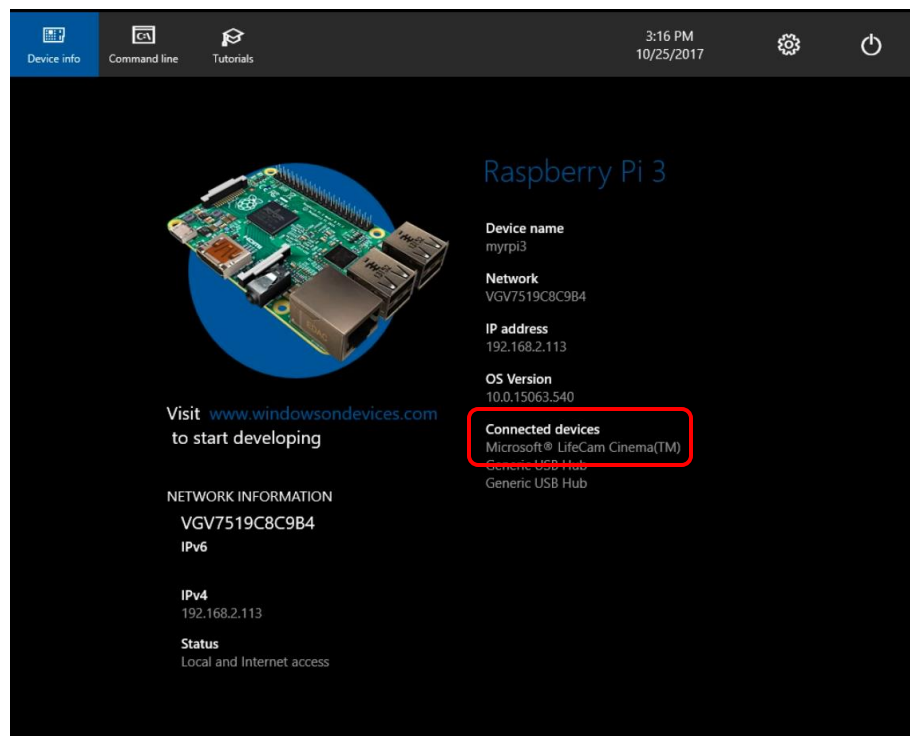 Device info
Command line
Tutorials
3:16 PM
10/25/2017
Raspberry Pi 3
Device name
myrpi3
Network
VGV7519C8C9B4
IP address
192.168.2.113
OS Version
10.0.15063.540
Connected devices
Microsoft® LifeCam Cinema(TM)
Generic USB Hub
Generic USB Hub
Visit www.windowsondevices.com
to start developing
NETWORK INFORMATION
VGV7519C8C9B4
IPv6
IPv4
192.168.2.113
Status
Local and Internet access